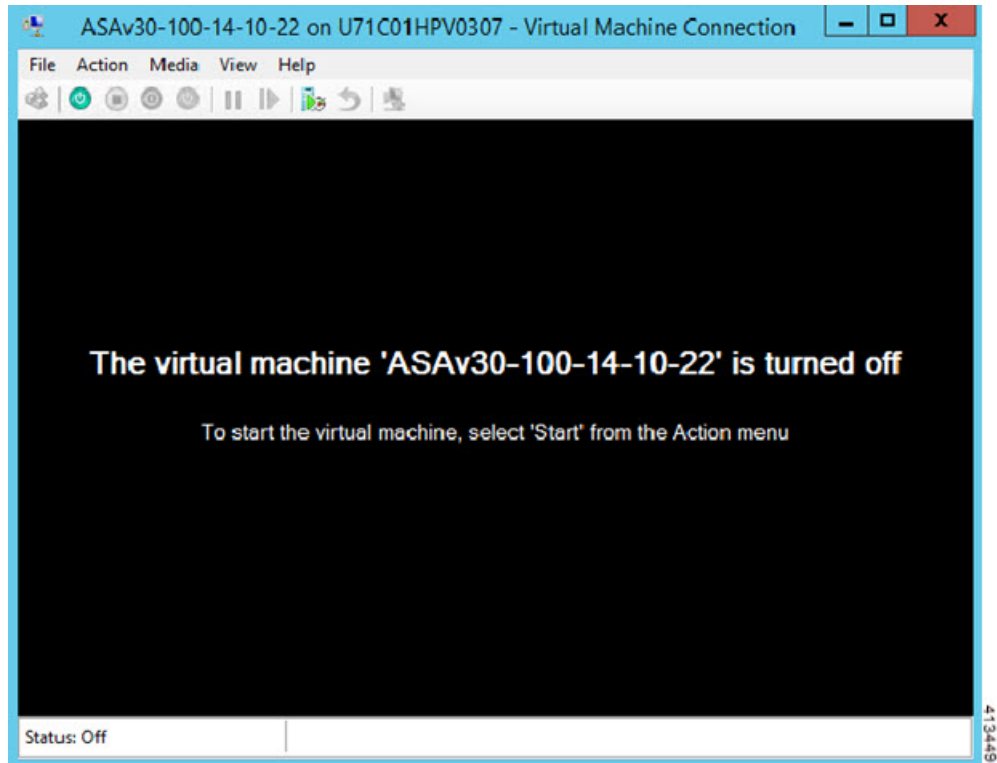 ASAv30-100-14-10-22 on U71C01HPV0307 - Virtual Machine Connection
File Action Media View Help
The virtual machine 'ASAv30-100-14-10-22' is turned off
To start the virtual machine, select 'Start' from the Action menu
Status: Off
413449